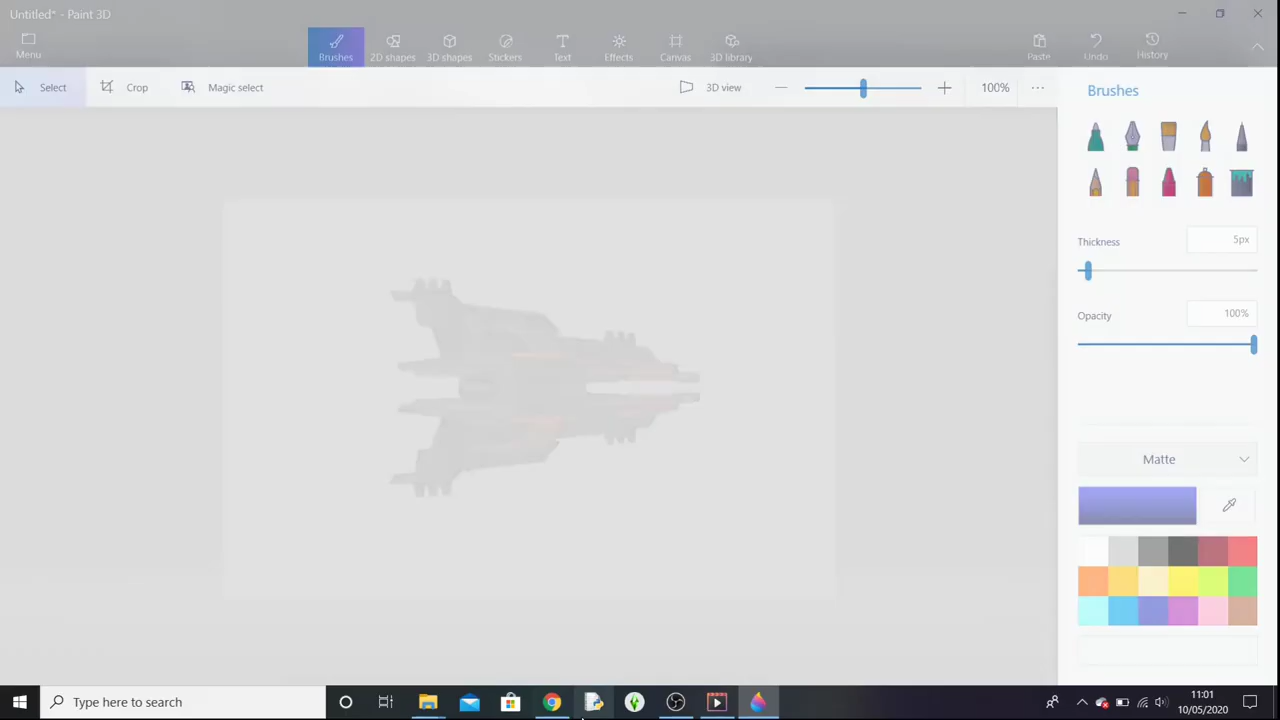 Untitled* - Paint 3D
Menu
Brushes
2D shapes
3D shapes
Stickers
Text
Effects
Canvas
3D library
Paste
Undo
History
Select
Crop
Magic select
3D view
100%
Brushes
Thickness
5px
Opacity
100%
Matte
Type here to search
11:01
10/05/2020